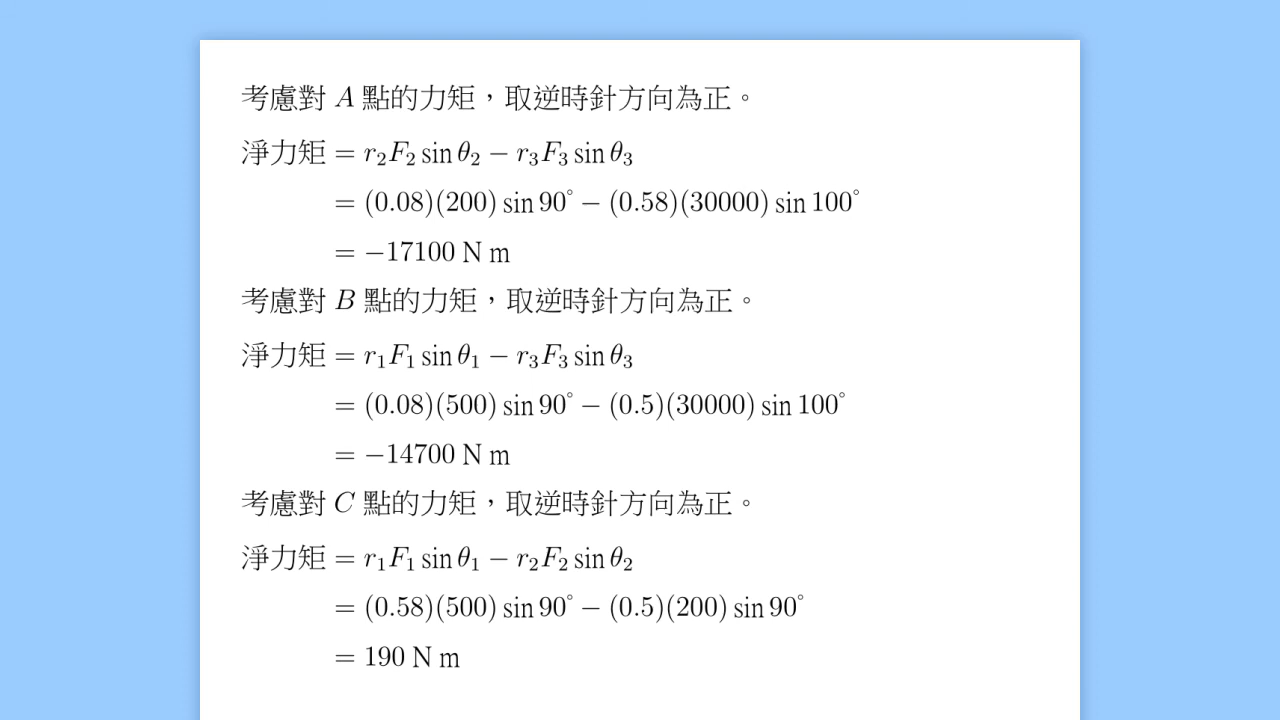 考慮對 A 點的力矩，取逆時針方向為正。
淨力矩 = r₂F₂ sin θ₂ − r₃F₃ sin θ₃
= (0.08)(200) sin 90° − (0.58)(30000) sin 100°
= −17100 N m
考慮對 B 點的力矩，取逆時針方向為正。
淨力矩 = r₁F₁ sin θ₁ − r₃F₃ sin θ₃
= (0.08)(500) sin 90° − (0.5)(30000) sin 100°
= −14700 N m
考慮對 C 點的力矩，取逆時針方向為正。
淨力矩 = r₁F₁ sin θ₁ − r₂F₂ sin θ₂
= (0.58)(500) sin 90° − (0.5)(200) sin 90°
= 190 N m